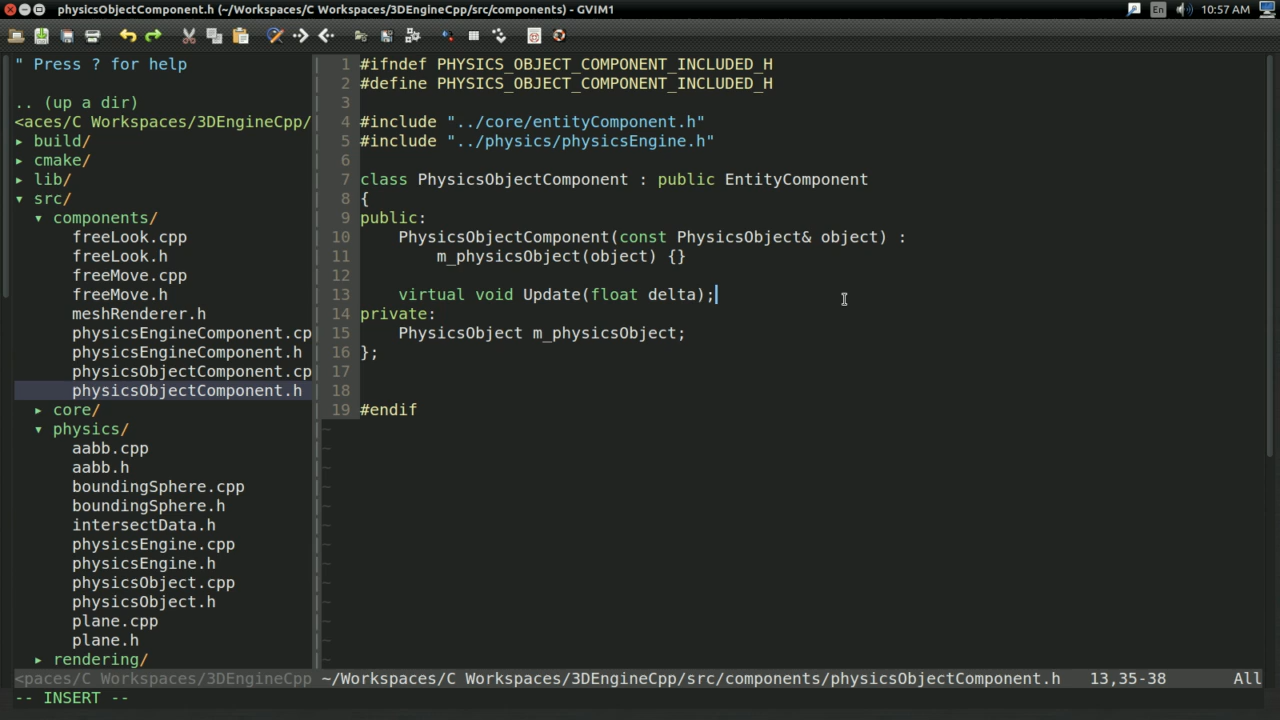 physicsObjectComponent.h (~/Workspaces/C Workspaces/3DEngineCpp/src/components) - GVIM1
En
10:57 AM
" Press ? for help
.. (up a dir)
<aces/C Workspaces/3DEngineCpp/
▸ build/
▸ cmake/
▸ lib/
▾ src/
▾ components/
freeLook.cpp
freeLook.h
freeMove.cpp
freeMove.h
meshRenderer.h
physicsEngineComponent.cp
physicsEngineComponent.h
physicsObjectComponent.cp
physicsObjectComponent.h
▸ core/
▾ physics/
aabb.cpp
aabb.h
boundingSphere.cpp
boundingSphere.h
intersectData.h
physicsEngine.cpp
physicsEngine.h
physicsObject.cpp
physicsObject.h
plane.cpp
plane.h
▸ rendering/
<paces/C Workspaces/3DEngineCpp
1 #ifndef PHYSICS_OBJECT_COMPONENT_INCLUDED_H
2 #define PHYSICS_OBJECT_COMPONENT_INCLUDED_H
3
4 #include "../core/entityComponent.h"
5 #include "../physics/physicsEngine.h"
6
7 class PhysicsObjectComponent : public EntityComponent
8 {
9 public:
10     PhysicsObjectComponent(const PhysicsObject& object) :
11         m_physicsObject(object) {}
12
13     virtual void Update(float delta);
14 private:
15     PhysicsObject m_physicsObject;
16 };
17
18
19 #endif
~/Workspaces/C Workspaces/3DEngineCpp/src/components/physicsObjectComponent.h 13,35-38 All
-- INSERT --